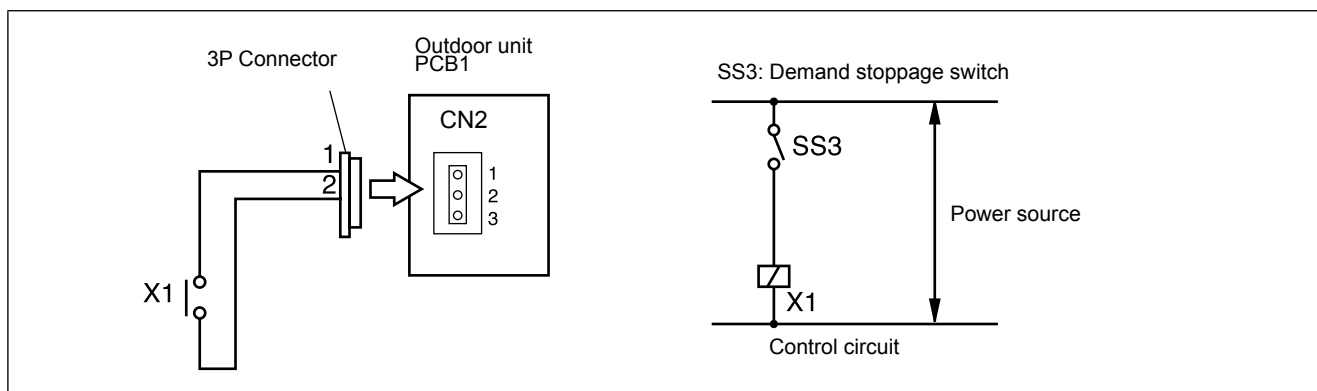 3P Connector
Outdoor unit
PCB1
CN2
1
2
1
2
3
X1
SS3: Demand stoppage switch
SS3
Power source
X1
Control circuit